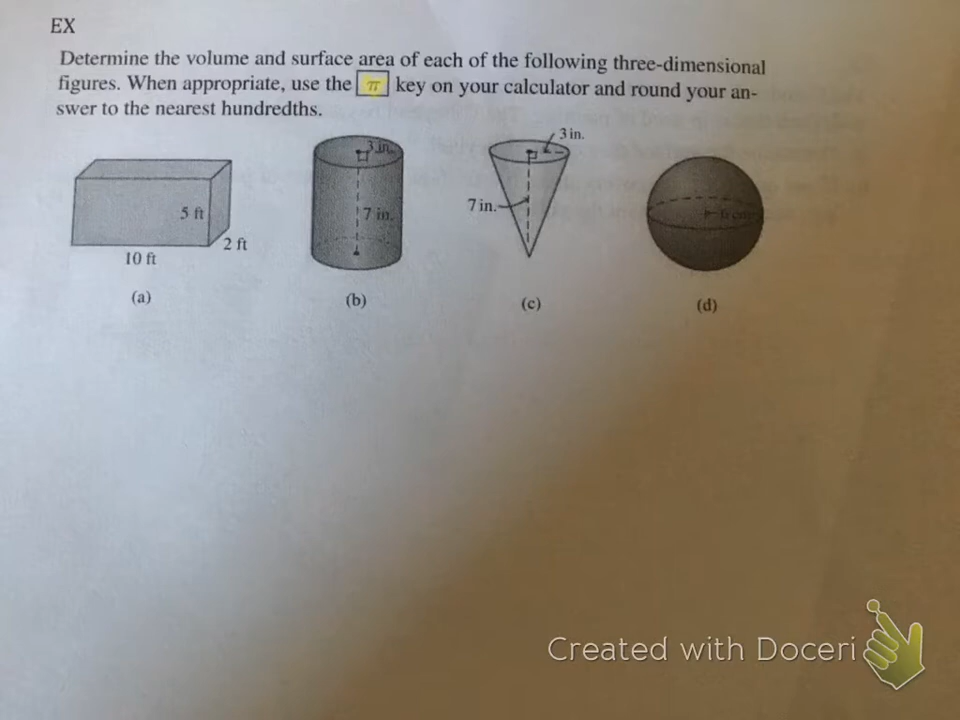 EX
Determine the volume and surface area of each of the following three-dimensional
figures. When appropriate, use the π key on your calculator and round your an-
swer to the nearest hundredths.
3 in.
3 in.
5 ft
7 in.
7 in.
2 ft
10 ft
(a)
(b)
(c)
(d)
Created with Doceri